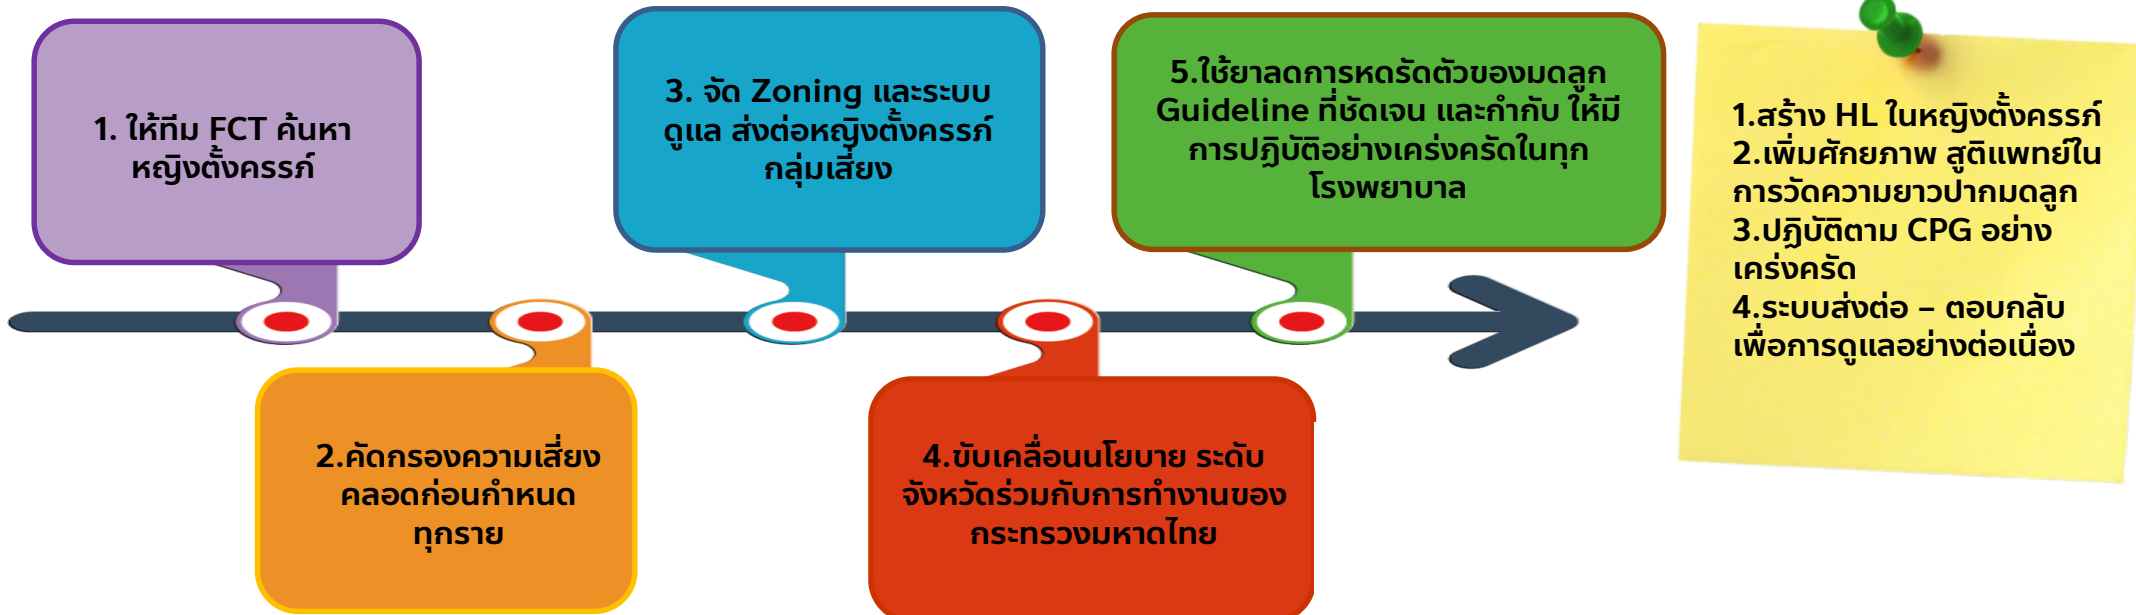 1. ให้ทีม FCT ค้นหา
หญิงตั้งครรภ์
2.คัดกรองความเสี่ยง
คลอดก่อนกำหนด
ทุกราย
3. จัด Zoning และระบบ
ดูแล ส่งต่อหญิงตั้งครรภ์
กลุ่มเสี่ยง
4.ขับเคลื่อนนโยบาย ระดับ
จังหวัดร่วมกับการทำงานของ
กระทรวงมหาดไทย
5.ใช้ยาลดการหดรัดตัวของมดลูก
Guideline ที่ชัดเจน และกำกับ ให้มี
การปฏิบัติอย่างเคร่งครัดในทุก
โรงพยาบาล
1.สร้าง HL ในหญิงตั้งครรภ์
2.เพิ่มศักยภาพ สูติแพทย์ใน
การวัดความยาวปากมดลูก
3.ปฏิบัติตาม CPG อย่าง
เคร่งครัด
4.ระบบส่งต่อ – ตอบกลับ
เพื่อการดูแลอย่างต่อเนื่อง